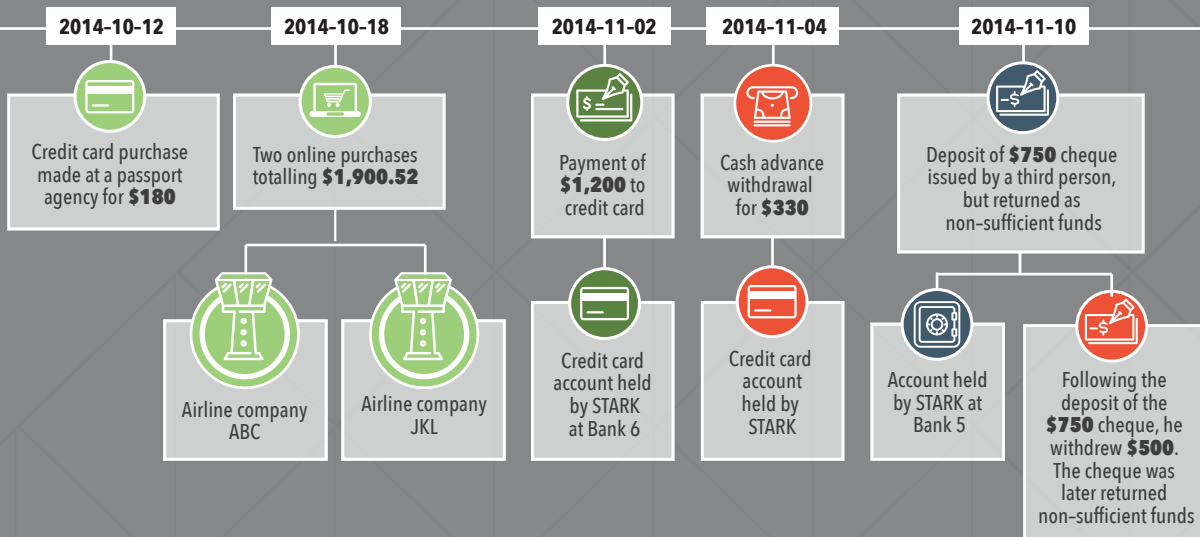 2014-10-12
Credit card purchase
made at a passport
agency for $180
2014-10-18
Two online purchases
totalling $1,900.52
Airline company
ABC
Airline company
JKL
2014-11-02
$ =
Payment of
$1,200 to
credit card
Credit card
account held
by STARK
at Bank 6
2014-11-04
Cash advance
withdrawal
for $330
Credit card
account
held by
STARK
2014-11-10
-$
Deposit of $750 cheque
issued by a third person,
but returned as
non-sufficient funds
Account held
by STARK at
Bank 5
-$
Following the
deposit of the
$750 cheque, he
withdrew $500.
The cheque was
later returned
non-sufficient funds